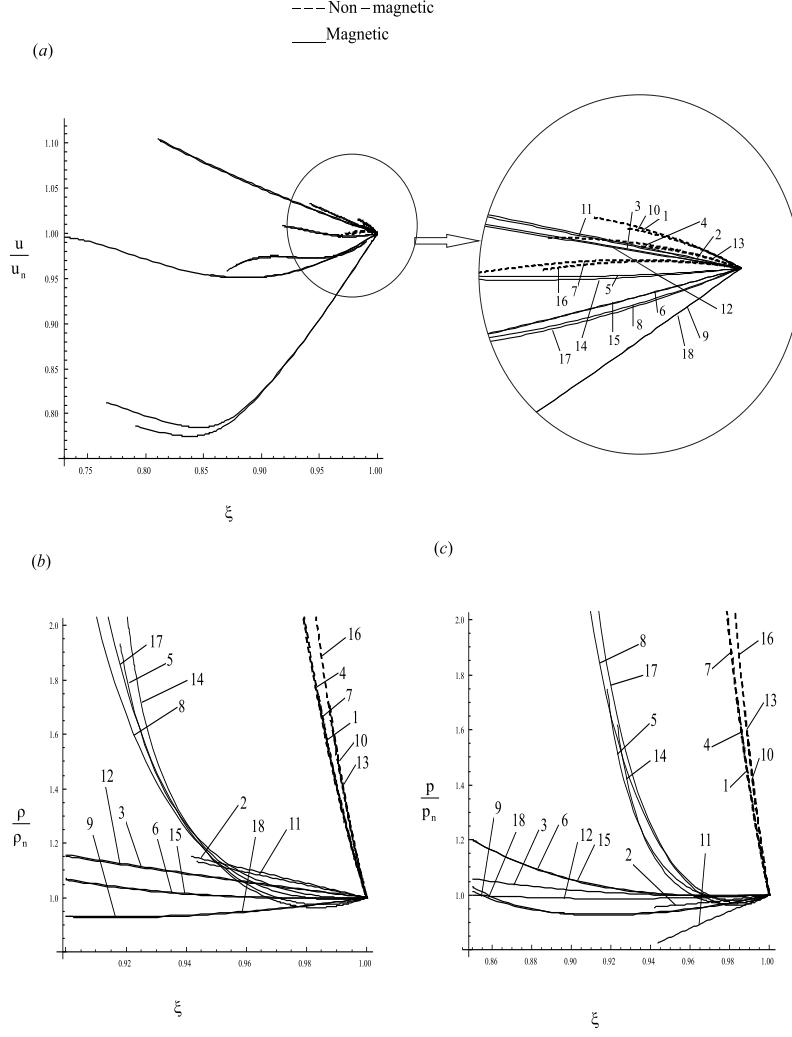 Non – magnetic
Magnetic
(a)
1.10
1.05
1.00
0.95
0.90
0.85
0.80
u
u n
0.75 0.80 0.85 0.90 0.95 1.00
ξ
11 3 10 1 4 2 13
16 7 5 12
14 15 8 6 9
17 18
(b)
2.0
1.8
1.6
1.4
1.2
1.0
ρ
ρ n
17 16
5 4
14 7
8 1
10
13
12
9 3 6 15 2 18 11
0.92 0.94 0.96 0.98 1.00
ξ
(c)
2.0
1.8
1.6
1.4
1.2
1.0
p
p n
8 16
7
17
13
5
4
14 10
1
9 18 3 6 12 15 2 11
0.86 0.88 0.90 0.92 0.94 0.96 0.98 1.00
ξ